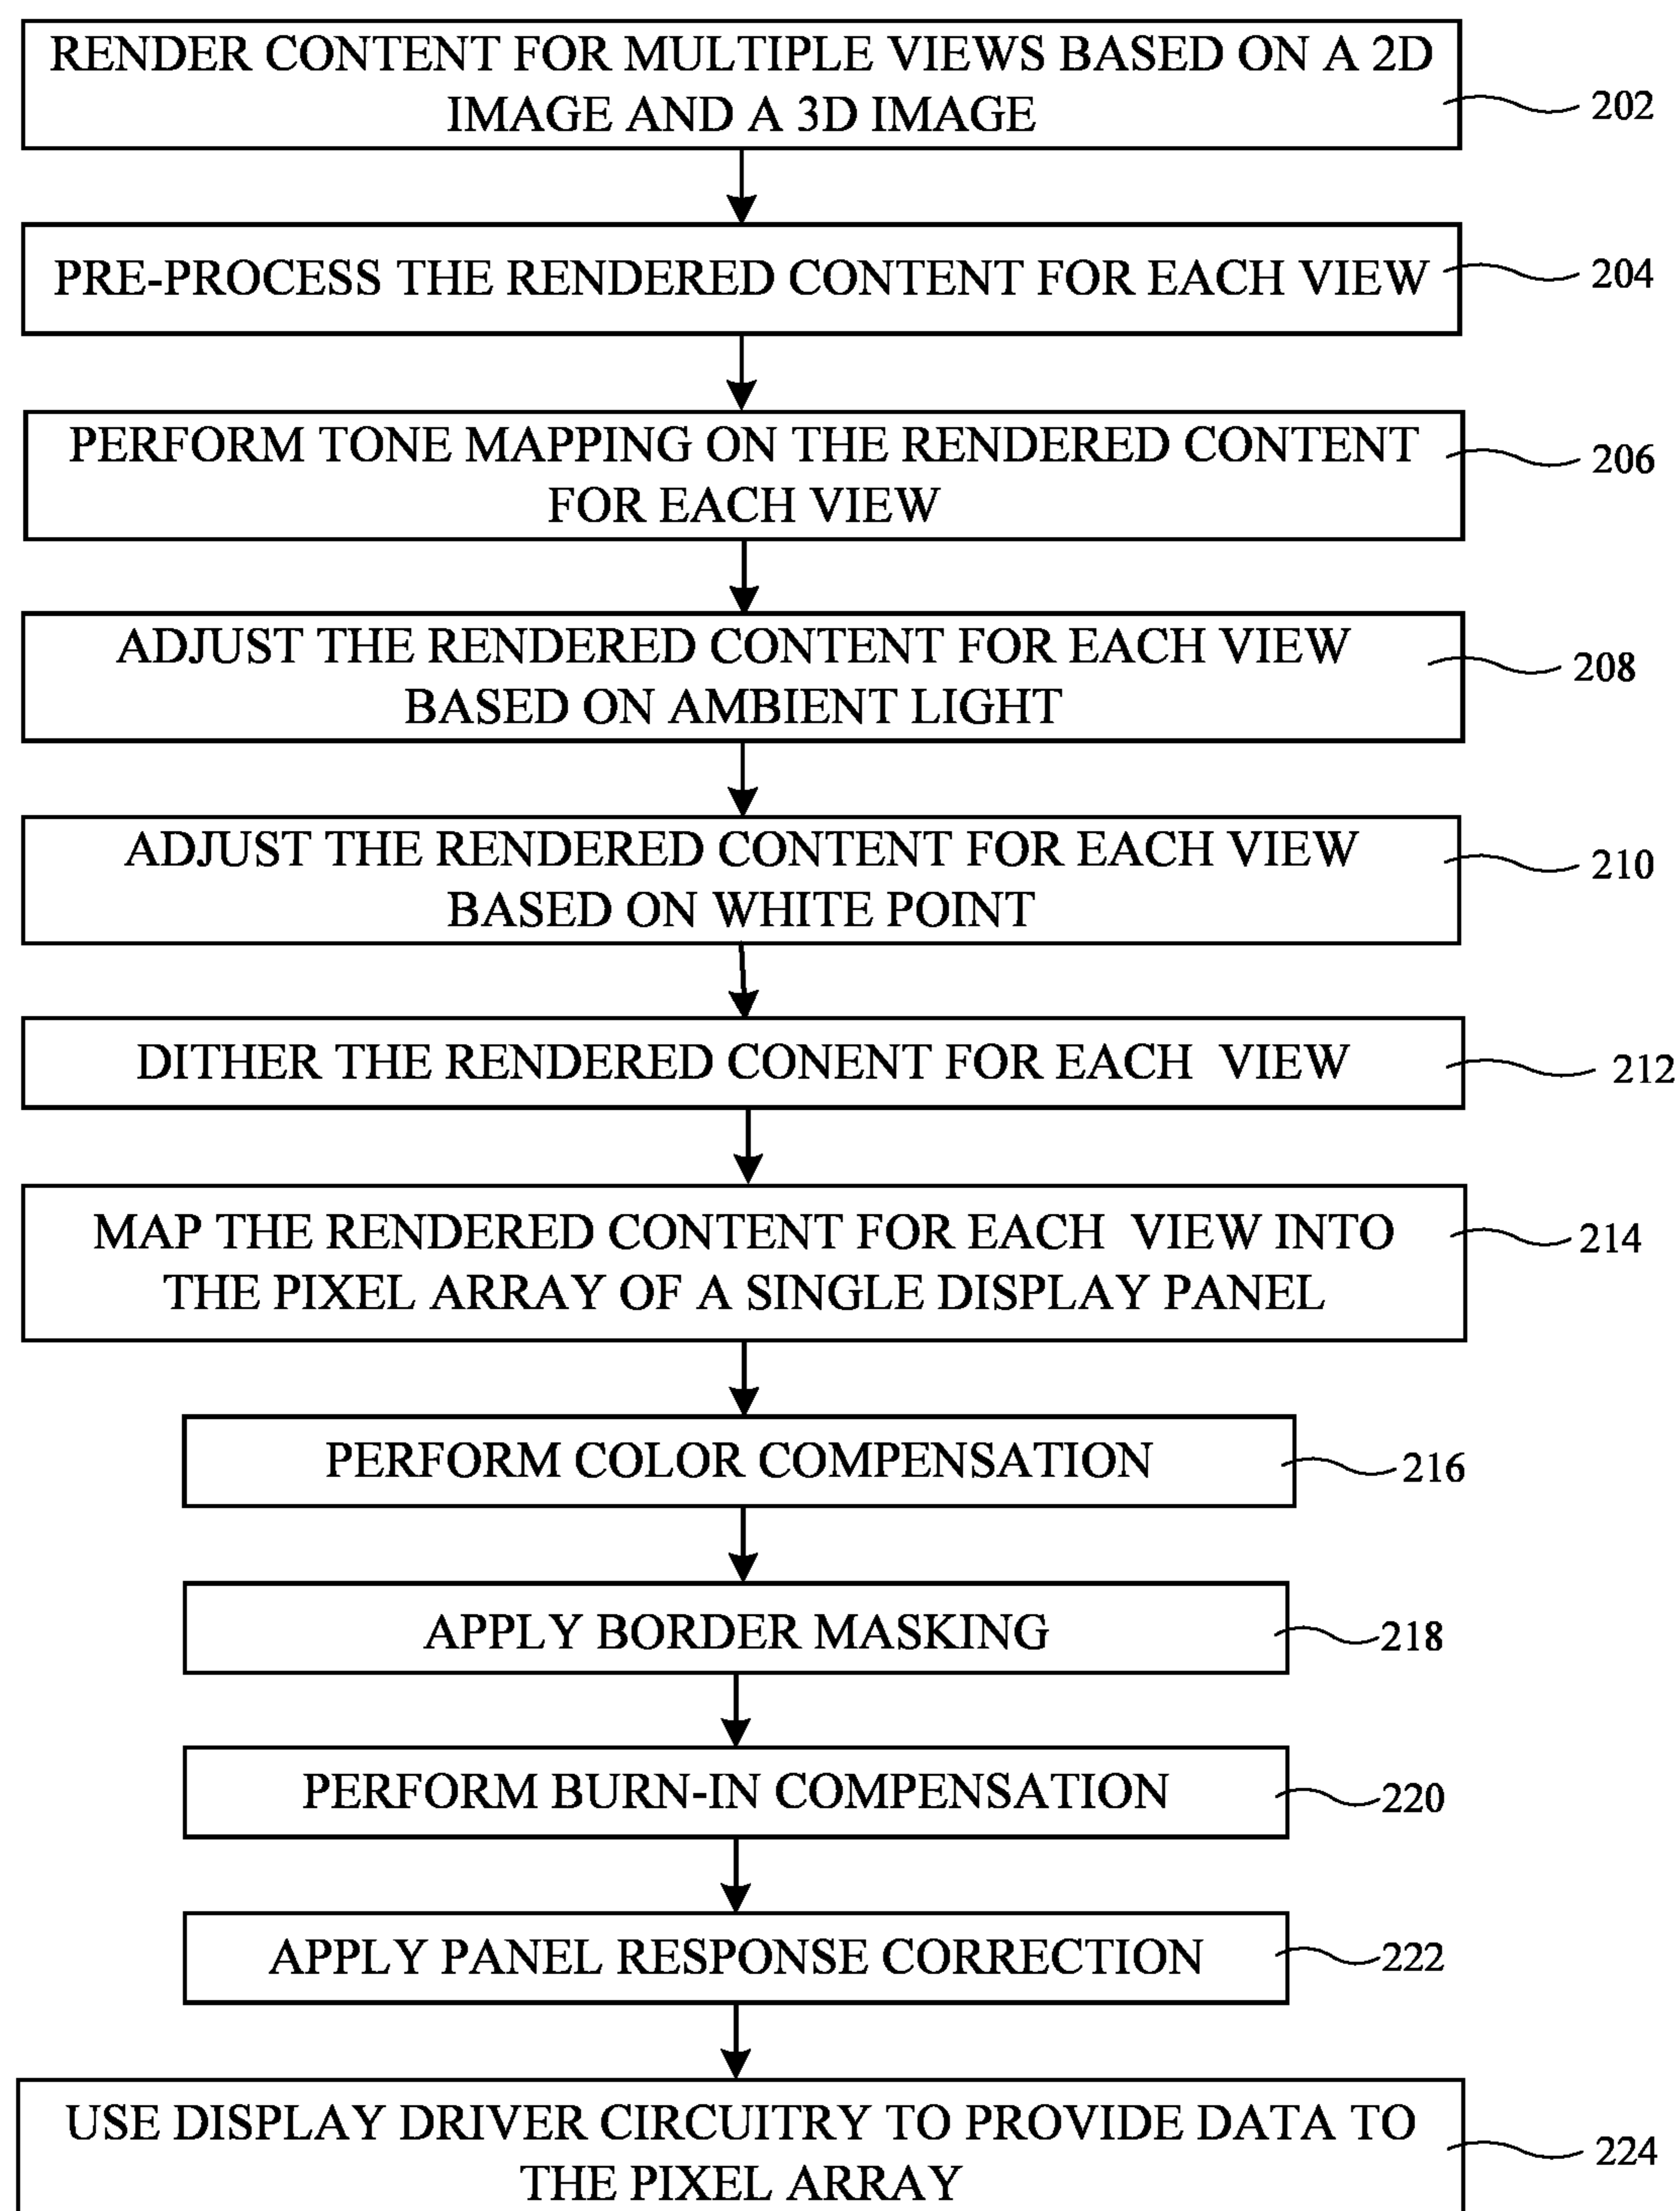 RENDER CONTENT FOR MULTIPLE VIEWS BASED ON A 2D
IMAGE AND A 3D IMAGE
202
PRE-PROCESS THE RENDERED CONTENT FOR EACH VIEW
204
PERFORM TONE MAPPING ON THE RENDERED CONTENT
FOR EACH VIEW
206
ADJUST THE RENDERED CONTENT FOR EACH VIEW
BASED ON AMBIENT LIGHT
208
ADJUST THE RENDERED CONTENT FOR EACH VIEW
BASED ON WHITE POINT
210
DITHER THE RENDERED CONENT FOR EACH VIEW
212
MAP THE RENDERED CONTENT FOR EACH VIEW INTO
THE PIXEL ARRAY OF A SINGLE DISPLAY PANEL
214
PERFORM COLOR COMPENSATION
216
APPLY BORDER MASKING
218
PERFORM BURN-IN COMPENSATION
220
APPLY PANEL RESPONSE CORRECTION
222
USE DISPLAY DRIVER CIRCUITRY TO PROVIDE DATA TO
THE PIXEL ARRAY
224